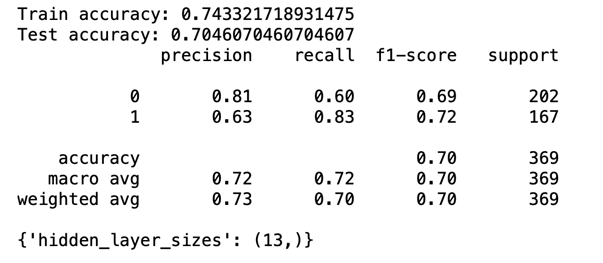 Train accuracy: 0.743321718931475
Test accuracy: 0.7046070460704607
precision recall f1-score support
0 0.81 0.60 0.69 202
1 0.63 0.83 0.72 167
accuracy 0.70 369
macro avg 0.72 0.72 0.70 369
weighted avg 0.73 0.70 0.70 369
{'hidden_layer_sizes': (13,)}